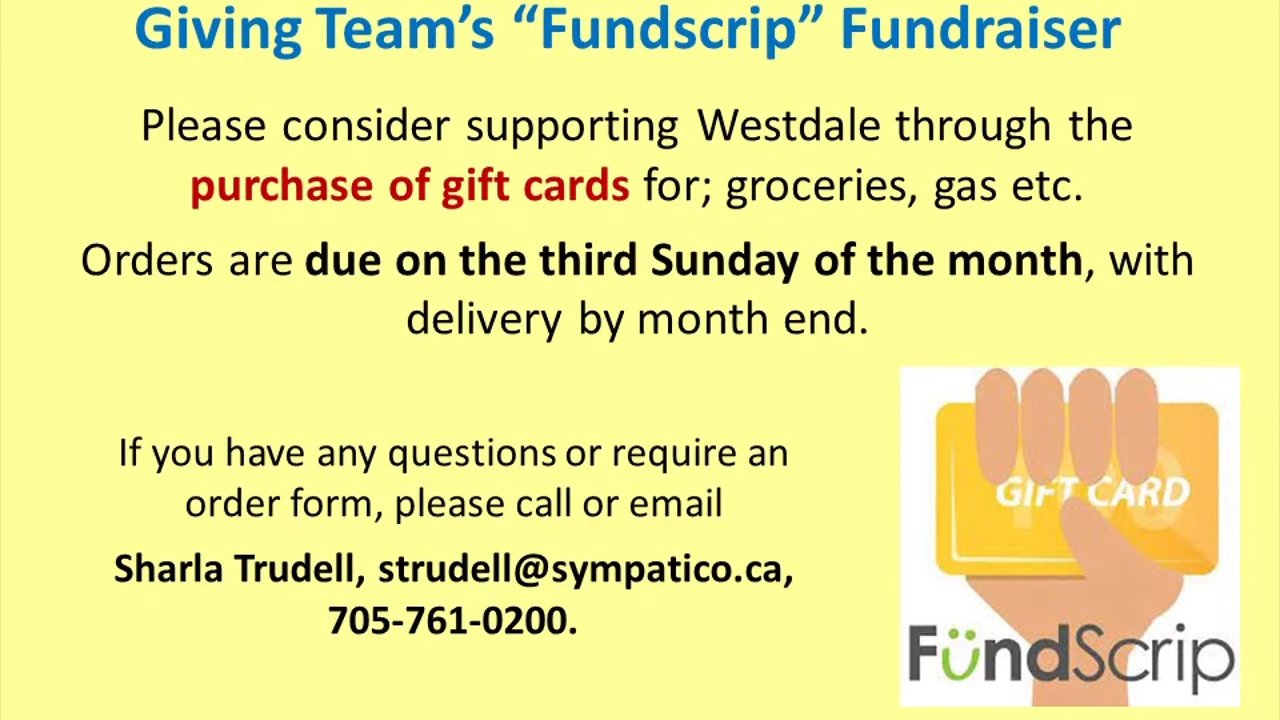 Giving Team’s “Fundscrip” Fundraiser
Please consider supporting Westdale through the
purchase of gift cards for; groceries, gas etc.
Orders are due on the third Sunday of the month, with
delivery by month end.
If you have any questions or require an
order form, please call or email
Sharla Trudell, strudell@sympatico.ca,
705-761-0200.
GIFT CARD
FündScrip